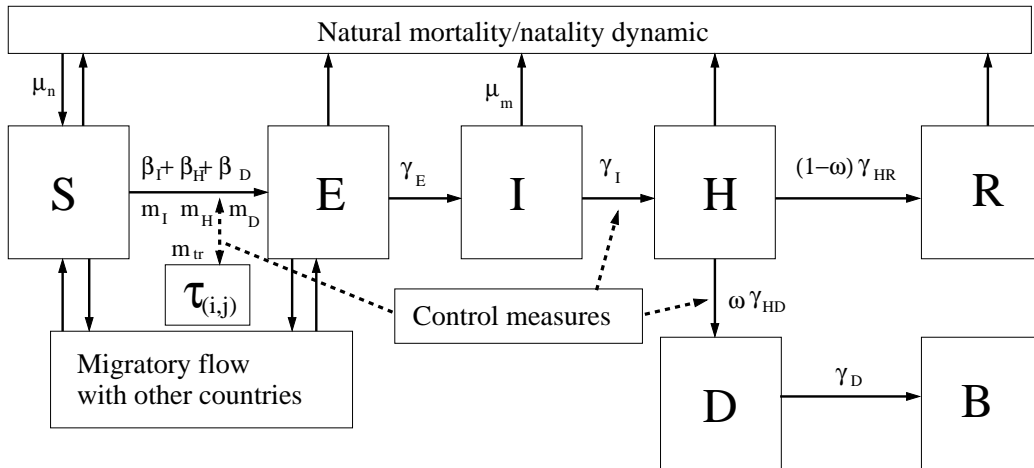 Natural mortality/natality dynamic
μn
μm
S
βI+ βH+ βD
mI mH mD
E
γE
I
γI
H
(1−ω) γHR
R
mtr
τ(i,j)
Control measures
ω γHD
Migratory flow
with other countries
D
γD
B